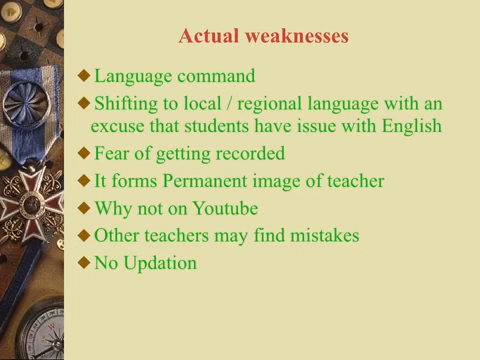 Actual weaknesses
Language command
Shifting to local / regional language with an
excuse that students have issue with English
Fear of getting recorded
It forms Permanent image of teacher
Why not on Youtube
Other teachers may find mistakes
No Updation